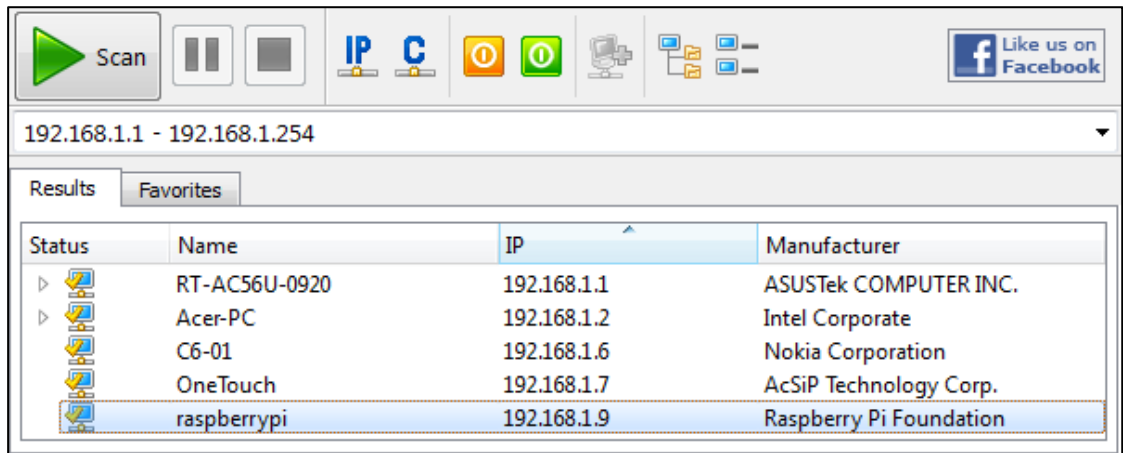 Scan IP C Like us on
Facebook
192.168.1.1 - 192.168.1.254
Results Favorites
Status Name IP Manufacturer
RT-AC56U-0920 192.168.1.1 ASUSTek COMPUTER INC.
Acer-PC 192.168.1.2 Intel Corporate
C6-01 192.168.1.6 Nokia Corporation
OneTouch 192.168.1.7 AcSiP Technology Corp.
raspberrypi 192.168.1.9 Raspberry Pi Foundation